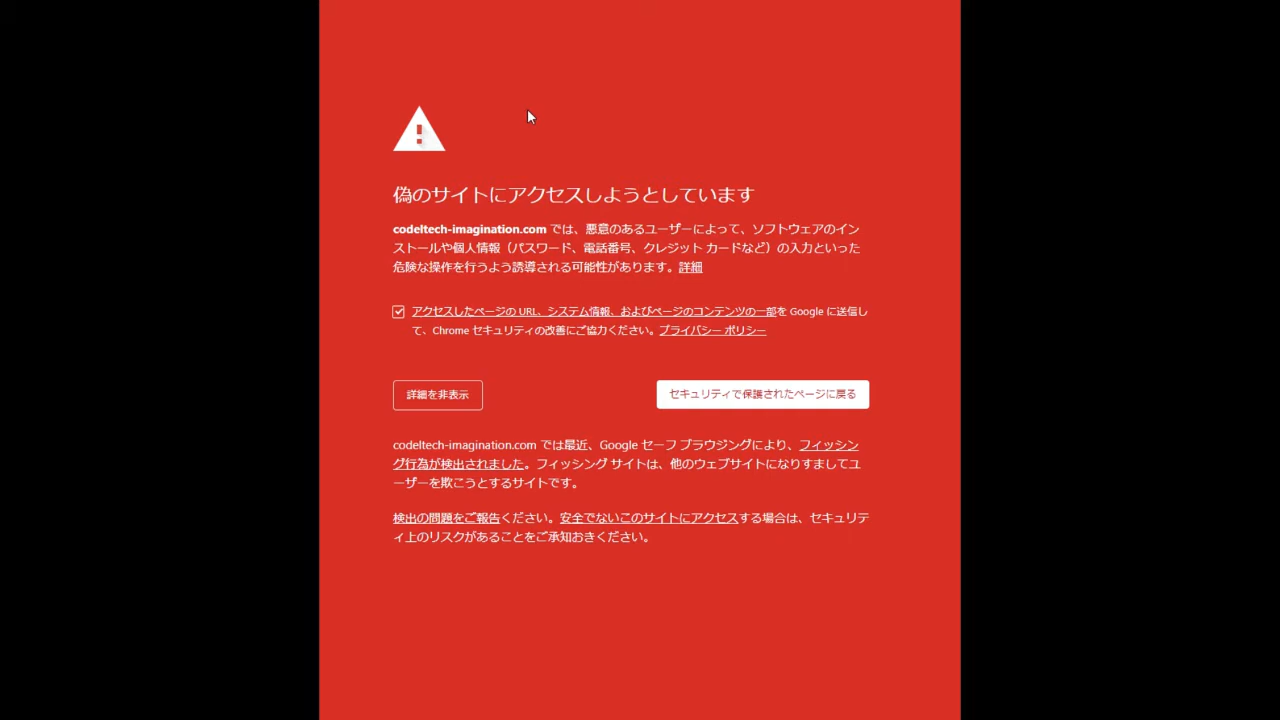 偽のサイトにアクセスしようとしています
codeltech-imagination.com では、悪意のあるユーザーによって、ソフトウェアのイン
ストールや個人情報（パスワード、電話番号、クレジット カードなど）の入力といった
危険な操作を行うよう誘導される可能性があります。詳細
アクセスしたページの URL、システム情報、およびページのコンテンツの一部を Google に送信し
て、Chrome セキュリティの改善にご協力ください。プライバシー ポリシー
詳細を非表示
セキュリティで保護されたページに戻る
codeltech-imagination.com では最近、Google セーフ ブラウジングにより、フィッシン
グ行為が検出されました。フィッシング サイトは、他のウェブサイトになりすましてユ
ーザーを欺こうとするサイトです。
検出の問題をご報告ください。安全でないこのサイトにアクセスする場合は、セキュリテ
ィ上のリスクがあることをご承知おきください。